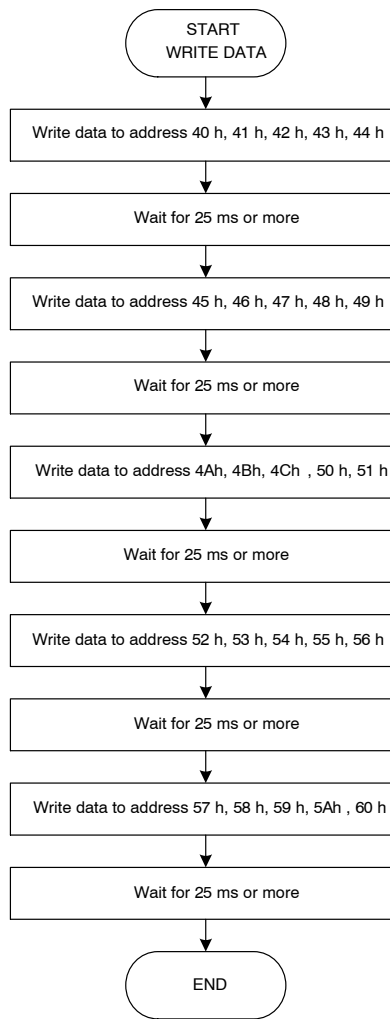 START
WRITE DATA
Write data to address 40 h, 41 h, 42 h, 43 h, 44 h
Wait for 25 ms or more
Write data to address 45 h, 46 h, 47 h, 48 h, 49 h
Wait for 25 ms or more
Write data to address 4Ah, 4Bh, 4Ch , 50 h, 51 h
Wait for 25 ms or more
Write data to address 52 h, 53 h, 54 h, 55 h, 56 h
Wait for 25 ms or more
Write data to address 57 h, 58 h, 59 h, 5Ah , 60 h
Wait for 25 ms or more
END